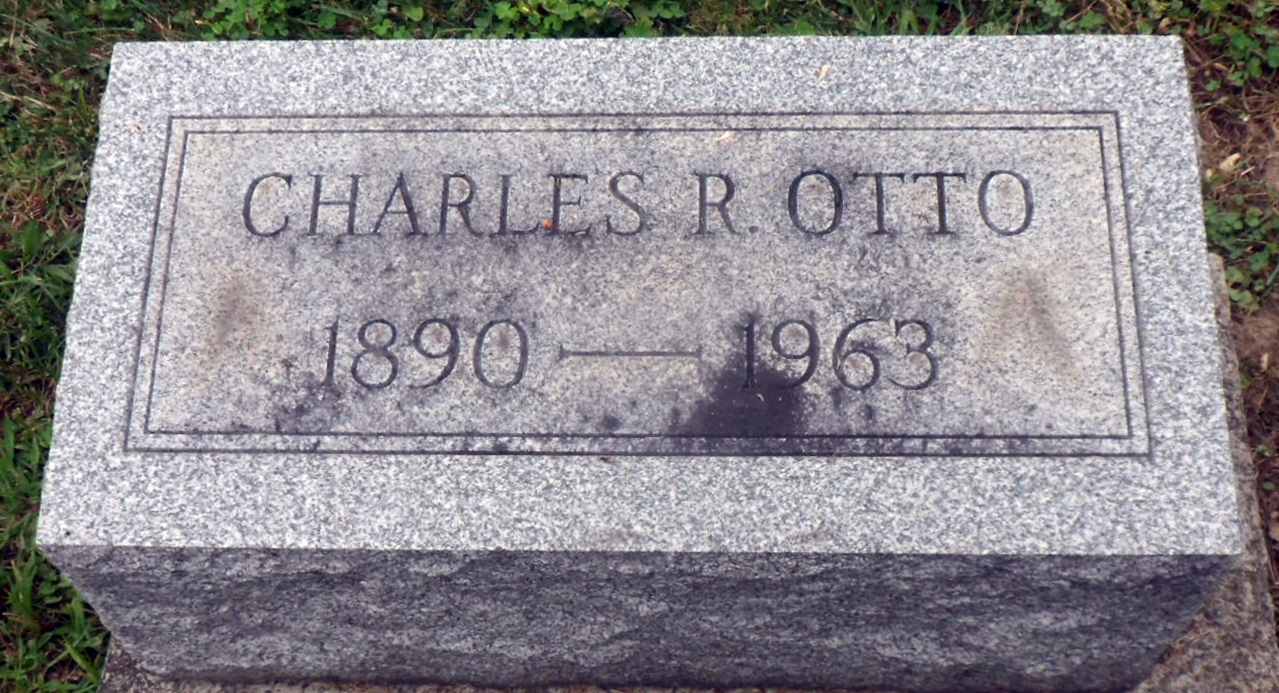 CHARLES R. OTTO
1890 — 1963